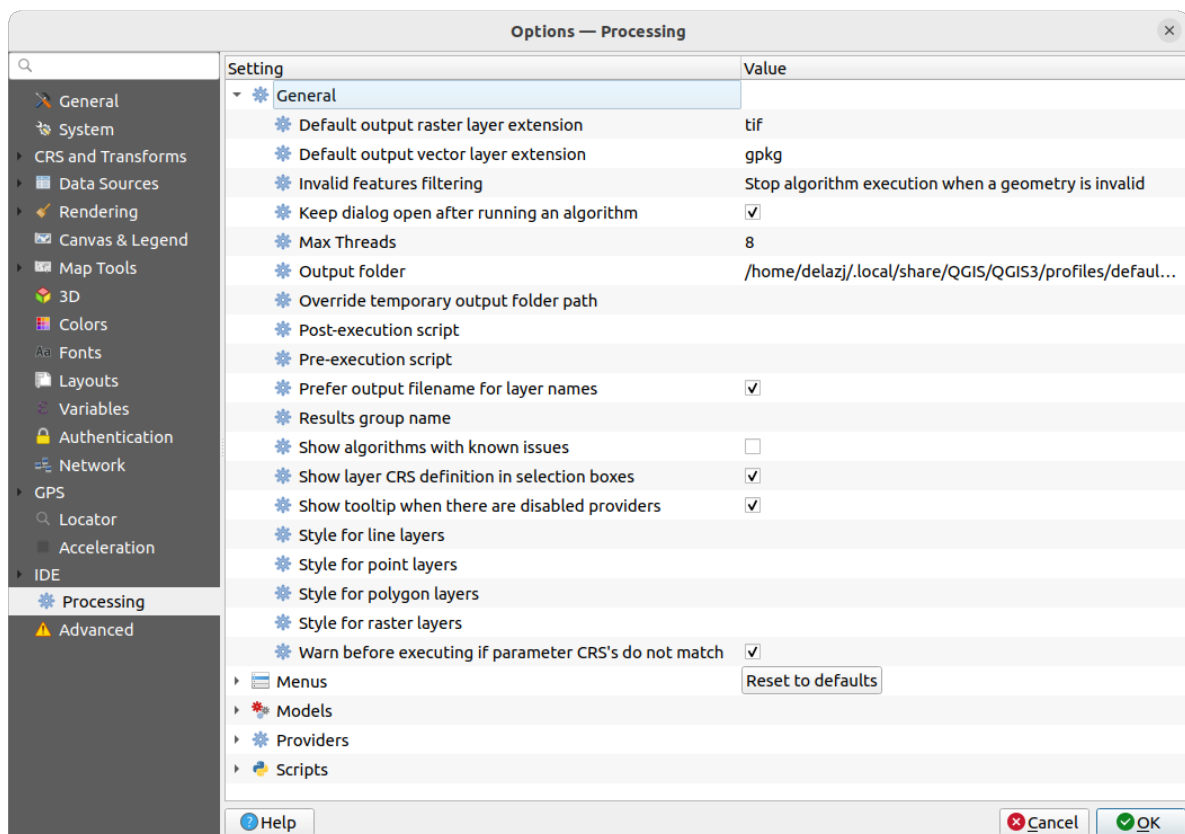 Options — Processing
General
System
CRS and Transforms
Data Sources
Rendering
Canvas & Legend
Map Tools
3D
Colors
Aa Fonts
Layouts
ε Variables
Authentication
Network
GPS
Locator
Acceleration
IDE
Processing
Advanced
Setting Value
General
Default output raster layer extension tif
Default output vector layer extension gpkg
Invalid features filtering Stop algorithm execution when a geometry is invalid
Keep dialog open after running an algorithm
Max Threads 8
Output folder /home/delazj/.local/share/QGIS/QGIS3/profiles/defaul...
Override temporary output folder path
Post-execution script
Pre-execution script
Prefer output filename for layer names
Results group name
Show algorithms with known issues
Show layer CRS definition in selection boxes
Show tooltip when there are disabled providers
Style for line layers
Style for point layers
Style for polygon layers
Style for raster layers
Warn before executing if parameter CRS's do not match
Menus Reset to defaults
Models
Providers
Scripts
Help Cancel OK